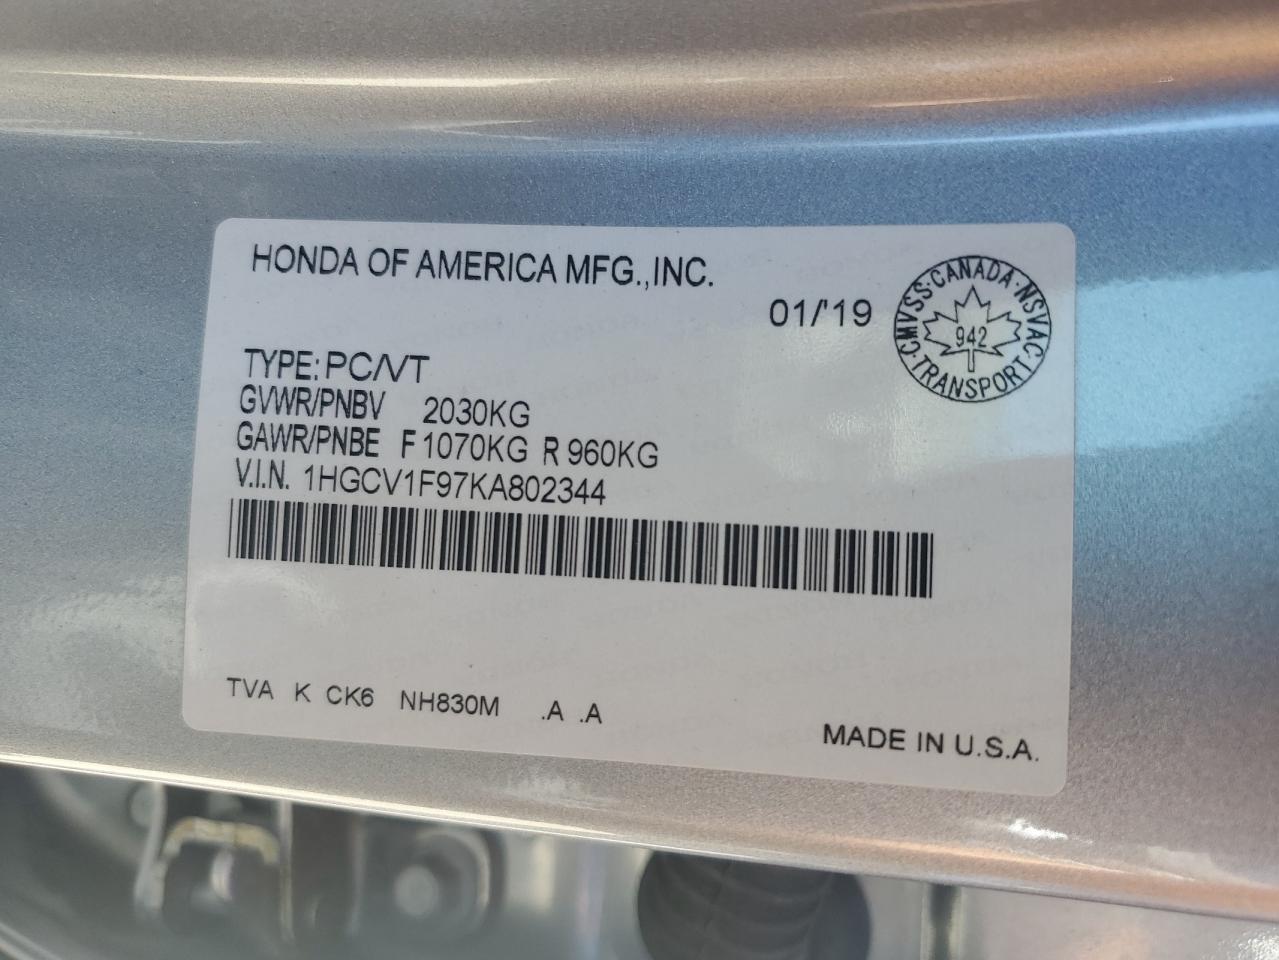 HONDA OF AMERICA MFG.,INC.
01/'19
CMVSS·CANADA·NSVAC·TRANSPORT
942
TYPE: PC/VT
GVWR/PNBV 2030KG
GAWR/PNBE F 1070KG R 960KG
V.I.N. 1HGCV1F97KA802344
TVA K CK6 NH830M .A .A
MADE IN U.S.A.